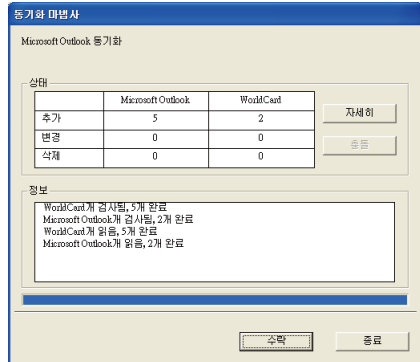 동기화 마법사
Microsoft Outlook 동기화
상태
Microsoft Outlook WorldCard
추가 5 2
변경 0 0
삭제 0 0
자세히
충돌
정보
WorldCard개 검사됨, 5개 완료
Microsoft Outlook개 검사됨, 2개 완료
WorldCard개 읽음, 5개 완료
Microsoft Outlook개 읽음, 2개 완료
수락 종료